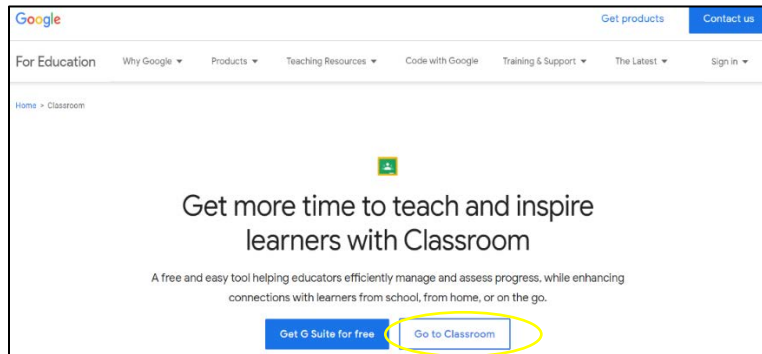 Google
Get products
Contact us
For Education
Why Google
Products
Teaching Resources
Code with Google
Training & Support
The Latest
Sign in
Home > Classroom
Get more time to teach and inspire
learners with Classroom
A free and easy tool helping educators efficiently manage and assess progress, while enhancing
connections with learners from school, from home, or on the go.
Get G Suite for free
Go to Classroom